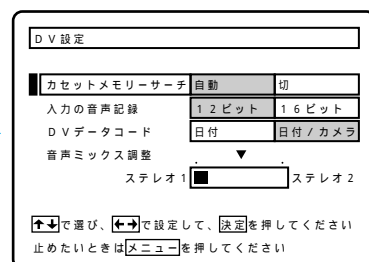 DV設定
カセットメモリーサーチ 自動 切
入力の音声記録 12ビット 16ビット
DVデータコード 日付 日付/カメラ
音声ミックス調整
ステレオ1 ステレオ2
↑↓で選び、←→で設定して、決定を押してください
止めたいときはメニューを押してください